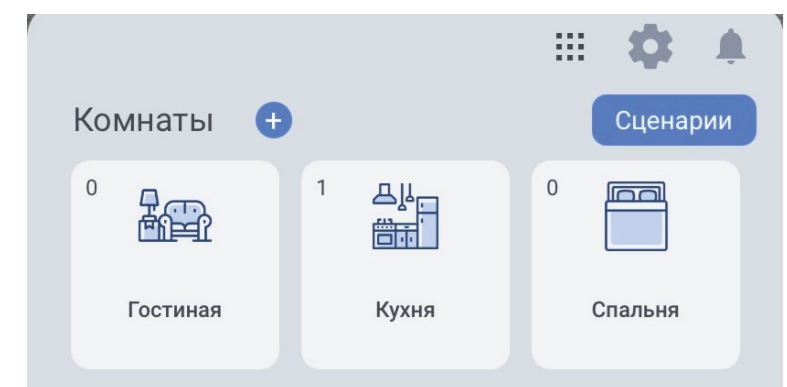 Комнаты +
Сценарии
0
1
0
Гостиная
Кухня
Спальня